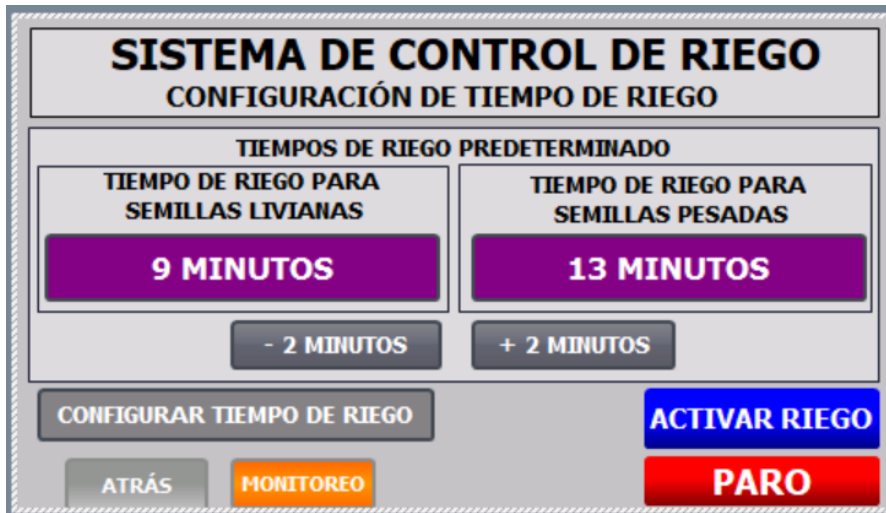 SISTEMA DE CONTROL DE RIEGO
CONFIGURACIÓN DE TIEMPO DE RIEGO
TIEMPOS DE RIEGO PREDETERMINADO
TIEMPO DE RIEGO PARA
SEMILLAS LIVIANAS
9 MINUTOS
TIEMPO DE RIEGO PARA
SEMILLAS PESADAS
13 MINUTOS
- 2 MINUTOS
+ 2 MINUTOS
CONFIGURAR TIEMPO DE RIEGO
ACTIVAR RIEGO
ATRÁS
MONITOREO
PARO